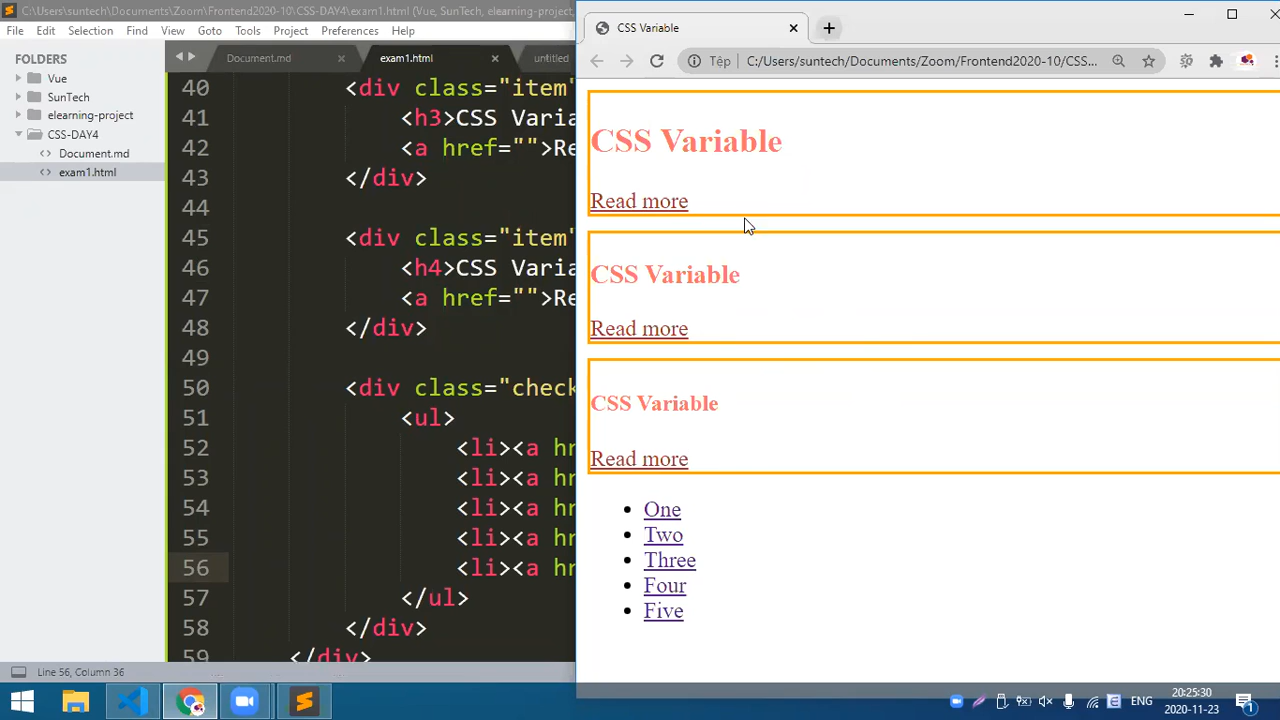 C:\Users\suntech\Documents\Zoom\Frontend2020-10\CSS-DAY4\exam1.html (Vue, SunTech, elearning-project,
File Edit Selection Find View Goto Tools Project Preferences Help
FOLDERS
Vue
SunTech
elearning-project
CSS-DAY4
Document.md
exam1.html
Document.md exam1.html untitled
40 <div class="item"
41 <h3>CSS Varia
42 <a href="">Re
43 </div>
44
45 <div class="item"
46 <h4>CSS Varia
47 <a href="">Re
48 </div>
49
50 <div class="check
51 <ul>
52 <li><a hr
53 <li><a hr
54 <li><a hr
55 <li><a hr
56 <li><a hr
57 </ul>
58 </div>
59 </div>
Line 56, Column 36
CSS Variable
Tệp C:/Users/suntech/Documents/Zoom/Frontend2020-10/CSS...
CSS Variable
Read more
CSS Variable
Read more
CSS Variable
Read more
One
Two
Three
Four
Five
ENG
20:25:30
2020-11-23
1